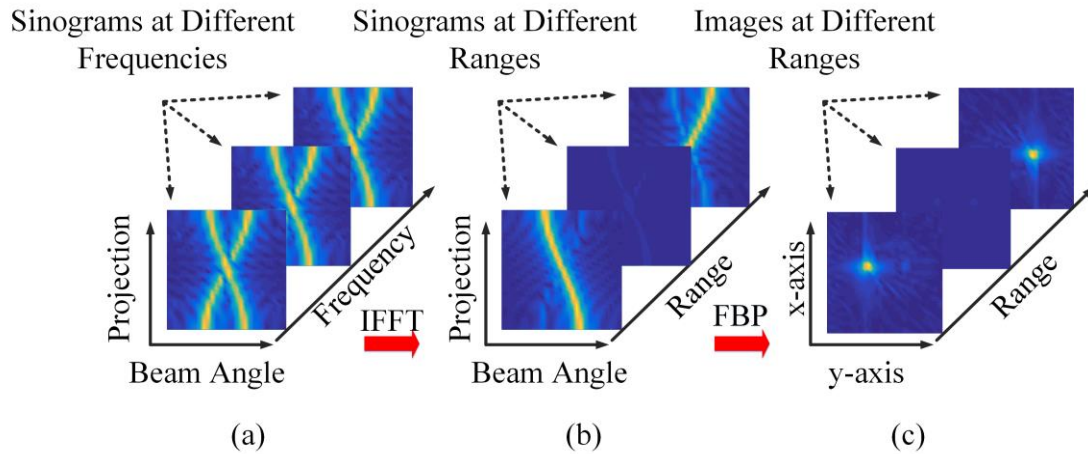 Sinograms at Different
Frequencies
Sinograms at Different
Ranges
Images at Different
Ranges
Projection
Beam Angle
Frequency
IFFT
Projection
Beam Angle
Range
FBP
x-axis
y-axis
Range
(a)
(b)
(c)